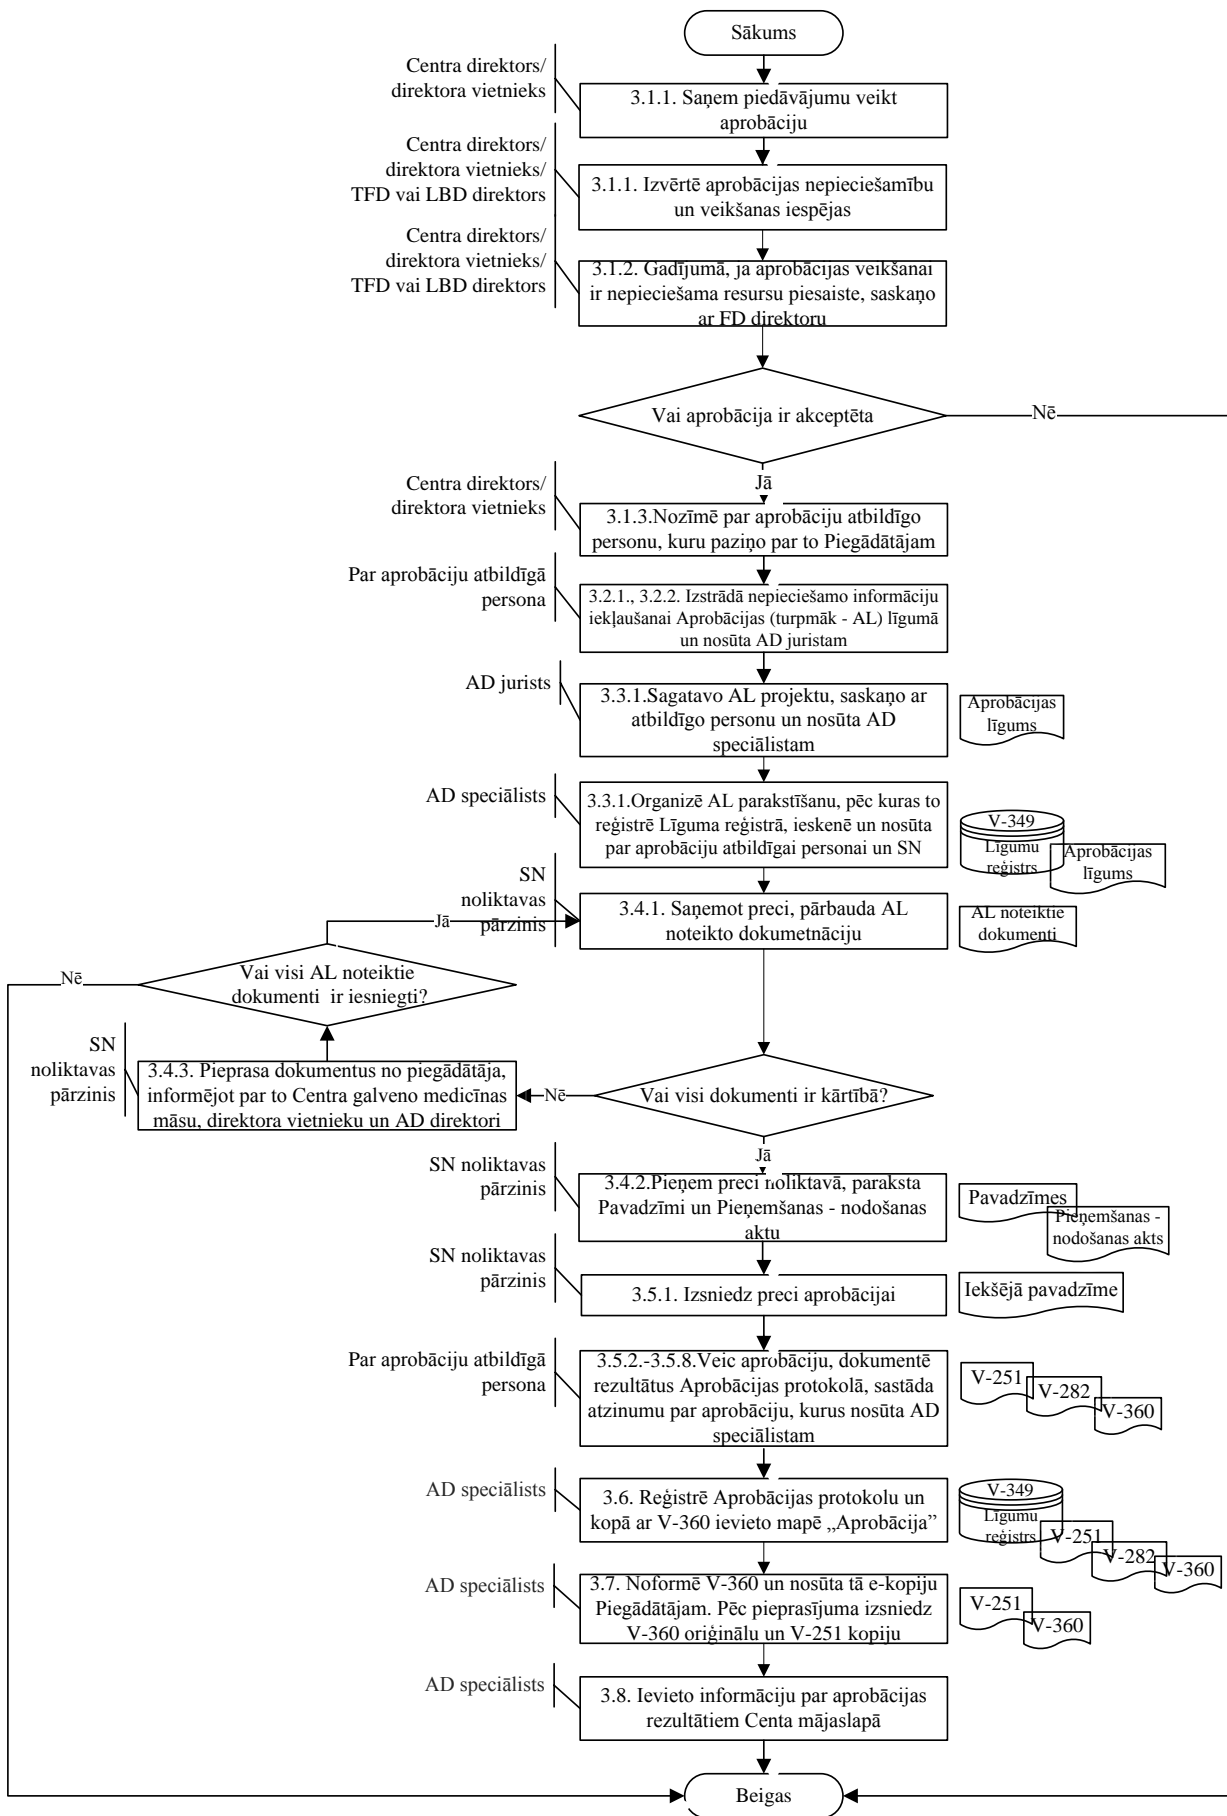 Sākums
Centra direktors/
direktora vietnieks
3.1.1. Saņem piedāvājumu veikt
aprobāciju
Centra direktors/
direktora vietnieks/
TFD vai LBD direktors
3.1.1. Izvērtē aprobācijas nepieciešamību
un veikšanas iespējas
Centra direktors/
direktora vietnieks/
TFD vai LBD direktors
3.1.2. Gadījumā, ja aprobācijas veikšanai
ir nepieciešama resursu piesaiste, saskaņo
ar FD direktoru
Vai aprobācija ir akceptēta
Nē
Jā
Centra direktors/
direktora vietnieks
3.1.3.Nozīmē par aprobāciju atbildīgo
personu, kuru paziņo par to Piegādātājam
Par aprobāciju atbildīgā
persona
3.2.1., 3.2.2. Izstrādā nepieciešamo informāciju
iekļaušanai Aprobācijas (turpmāk - AL) līgumā
un nosūta AD juristam
AD jurists
3.3.1.Sagatavo AL projektu, saskaņo ar
atbildīgo personu un nosūta AD
speciālistam
Aprobācijas
līgums
AD speciālists
3.3.1.Organizē AL parakstīšanu, pēc kuras to
reģistrē Līguma reģistrā, ieskenē un nosūta
par aprobāciju atbildīgai personai un SN
V-349
Līgumu
reģistrs
Aprobācijas
līgums
SN
noliktavas
pārzinis
3.4.1. Saņemot preci, pārbauda AL
noteikto dokumetnāciju
AL noteiktie
dokumenti
Jā
Vai visi AL noteiktie
dokumenti  ir iesniegti?
Nē
SN
noliktavas
pārzinis
3.4.3. Pieprasa dokumentus no piegādātāja,
informējot par to Centra galveno medicīnas
māsu, direktora vietnieku un AD direktori
Nē
Vai visi dokumenti ir kārtībā?
Jā
SN noliktavas
pārzinis
3.4.2.Pieņem preci noliktavā, paraksta
Pavadzīmi un Pieņemšanas - nodošanas
aktu
Pavadzīmes
Pieņemšanas -
nodošanas akts
SN noliktavas
pārzinis
3.5.1. Izsniedz preci aprobācijai
Iekšējā pavadzīme
Par aprobāciju atbildīgā
persona
3.5.2.-3.5.8.Veic aprobāciju, dokumentē
rezultātus Aprobācijas protokolā, sastāda
atzinumu par aprobāciju, kurus nosūta AD
speciālistam
V-251
V-282
V-360
AD speciālists
3.6. Reģistrē Aprobācijas protokolu un
kopā ar V-360 ievieto mapē „Aprobācija”
V-349
Līgumu
reģistrs
V-251
V-282
V-360
AD speciālists
3.7. Noformē V-360 un nosūta tā e-kopiju
Piegādātājam. Pēc pieprasījuma izsniedz
V-360 oriģinālu un V-251 kopiju
V-251
V-360
AD speciālists
3.8. Ievieto informāciju par aprobācijas
rezultātiem Centa mājaslapā
Beigas